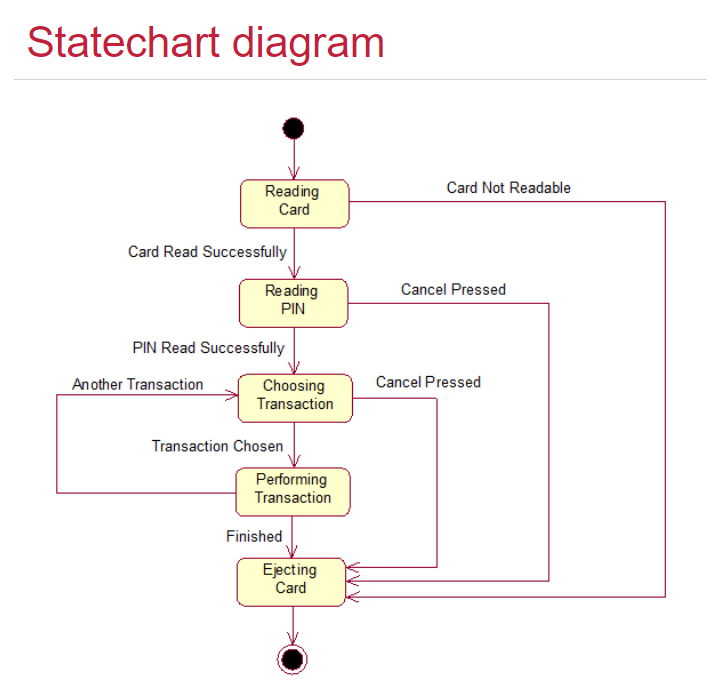 Statechart diagram
Reading
Card
Card Not Readable
Card Read Successfully
Reading
PIN
Cancel Pressed
PIN Read Successfully
Another Transaction
Choosing
Transaction
Cancel Pressed
Transaction Chosen
Performing
Transaction
Finished
Ejecting
Card